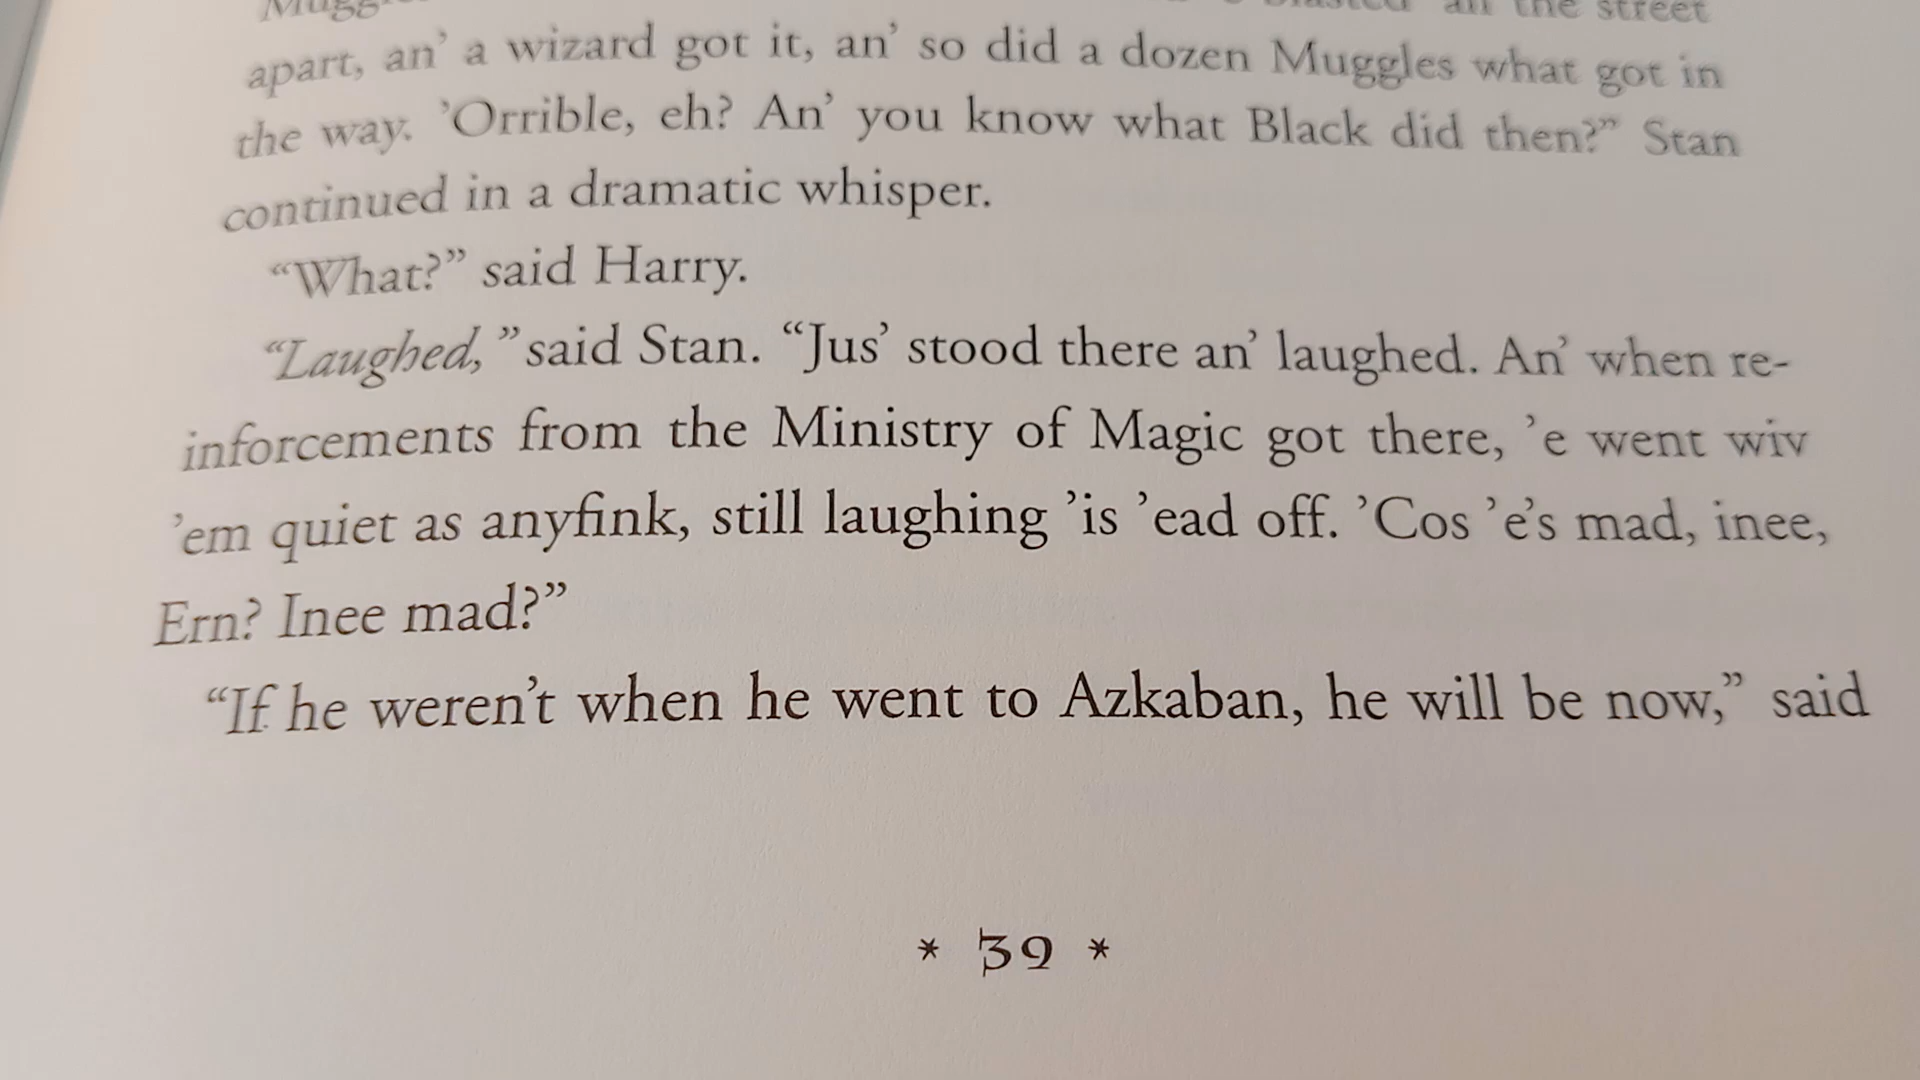 all the street
apart, an’ a wizard got it, an’ so did a dozen Muggles what got in
the way. ’Orrible, eh? An’ you know what Black did then?” Stan
continued in a dramatic whisper.
“What?” said Harry.
“Laughed,” said Stan. “Jus’ stood there an’ laughed. An’ when re-
inforcements from the Ministry of Magic got there, ’e went wiv
’em quiet as anyfink, still laughing ’is ’ead off. ’Cos ’e’s mad, inee,
Ern? Inee mad?”
“If he weren’t when he went to Azkaban, he will be now,” said
* 39 *